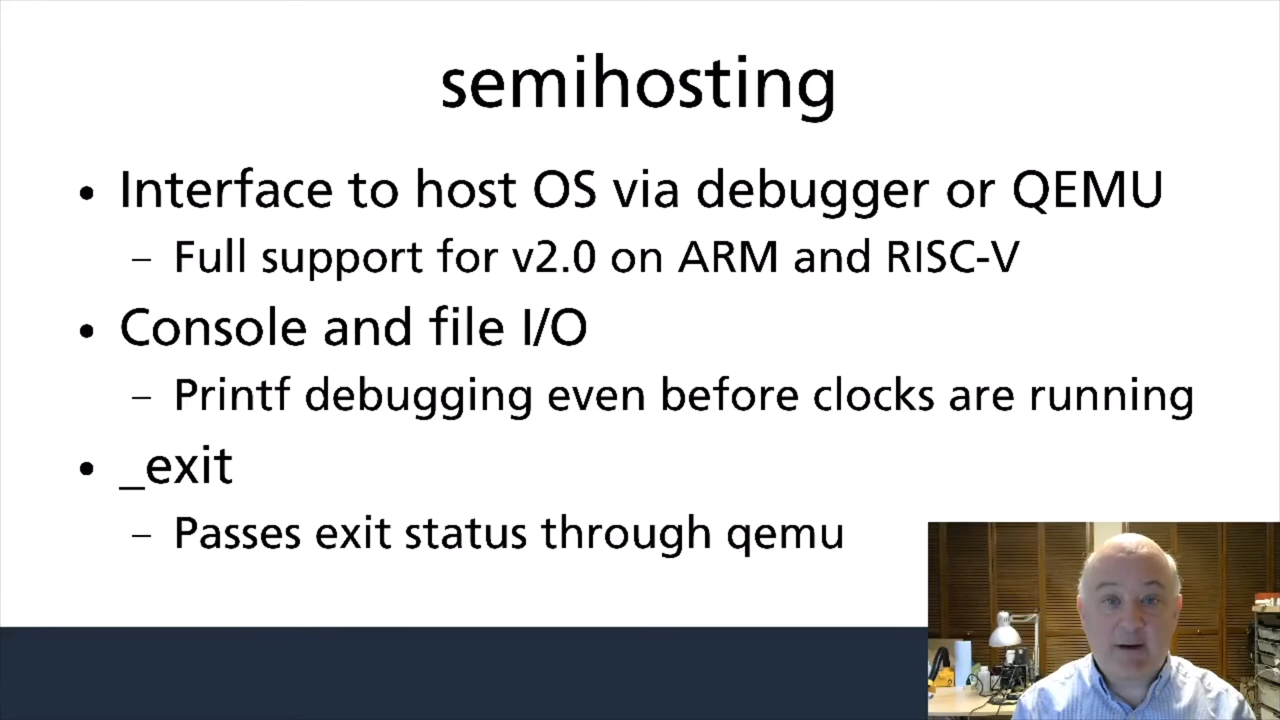 semihosting
• Interface to host OS via debugger or QEMU
– Full support for v2.0 on ARM and RISC-V
• Console and file I/O
– Printf debugging even before clocks are running
• _exit
– Passes exit status through qemu